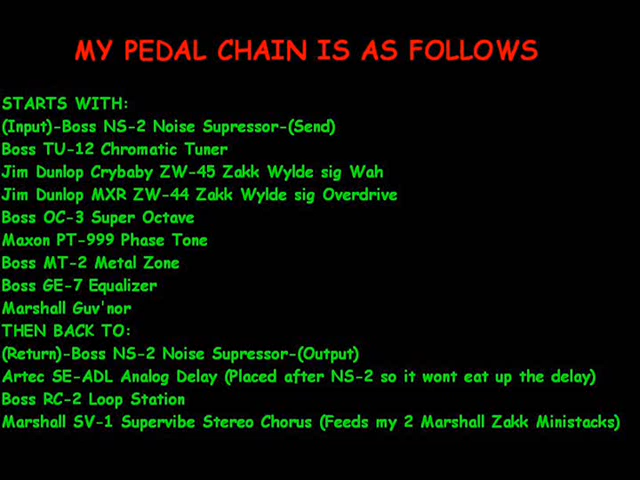 MY PEDAL CHAIN IS AS FOLLOWS
STARTS WITH:
(Input)-Boss NS-2 Noise Supressor-(Send)
Boss TU-12 Chromatic Tuner
Jim Dunlop Crybaby ZW-45 Zakk Wylde sig Wah
Jim Dunlop MXR ZW-44 Zakk Wylde sig Overdrive
Boss OC-3 Super Octave
Maxon PT-999 Phase Tone
Boss MT-2 Metal Zone
Boss GE-7 Equalizer
Marshall Guv'nor
THEN BACK TO:
(Return)-Boss NS-2 Noise Supressor-(Output)
Artec SE-ADL Analog Delay (Placed after NS-2 so it wont eat up the delay)
Boss RC-2 Loop Station
Marshall SV-1 Supervibe Stereo Chorus (Feeds my 2 Marshall Zakk Ministacks)